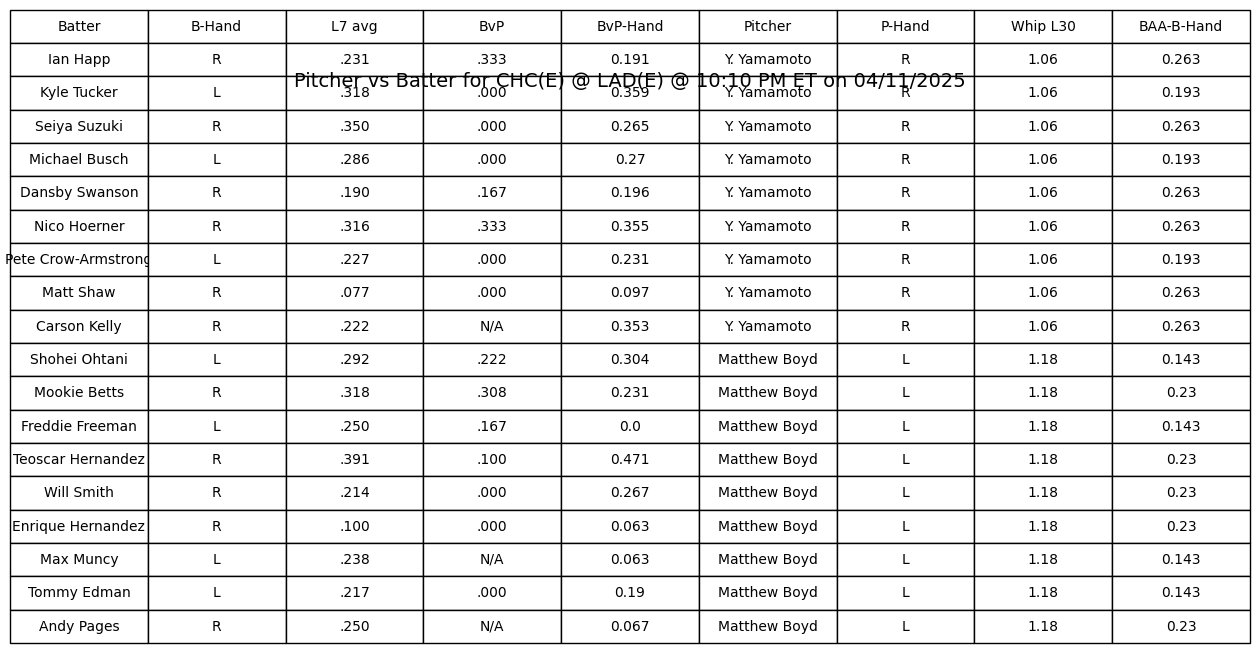 Batter B-Hand L7 avg BvP BvP-Hand Pitcher P-Hand Whip L30 BAA-B-Hand
Ian Happ R .231 .333 0.191 Y. Yamamoto R 1.06 0.263
Pitcher vs Batter for CHC(E) @ LAD(E) @ 10:10 PM ET on 04/11/2025
Kyle Tucker L .318 .000 0.359 Y. Yamamoto R 1.06 0.193
Seiya Suzuki R .350 .000 0.265 Y. Yamamoto R 1.06 0.263
Michael Busch L .286 .000 0.27 Y. Yamamoto R 1.06 0.193
Dansby Swanson R .190 .167 0.196 Y. Yamamoto R 1.06 0.263
Nico Hoerner R .316 .333 0.355 Y. Yamamoto R 1.06 0.263
Pete Crow-Armstrong L .227 .000 0.231 Y. Yamamoto R 1.06 0.193
Matt Shaw R .077 .000 0.097 Y. Yamamoto R 1.06 0.263
Carson Kelly R .222 N/A 0.353 Y. Yamamoto R 1.06 0.263
Shohei Ohtani L .292 .222 0.304 Matthew Boyd L 1.18 0.143
Mookie Betts R .318 .308 0.231 Matthew Boyd L 1.18 0.23
Freddie Freeman L .250 .167 0.0 Matthew Boyd L 1.18 0.143
Teoscar Hernandez R .391 .100 0.471 Matthew Boyd L 1.18 0.23
Will Smith R .214 .000 0.267 Matthew Boyd L 1.18 0.23
Enrique Hernandez R .100 .000 0.063 Matthew Boyd L 1.18 0.23
Max Muncy L .238 N/A 0.063 Matthew Boyd L 1.18 0.143
Tommy Edman L .217 .000 0.19 Matthew Boyd L 1.18 0.143
Andy Pages R .250 N/A 0.067 Matthew Boyd L 1.18 0.23